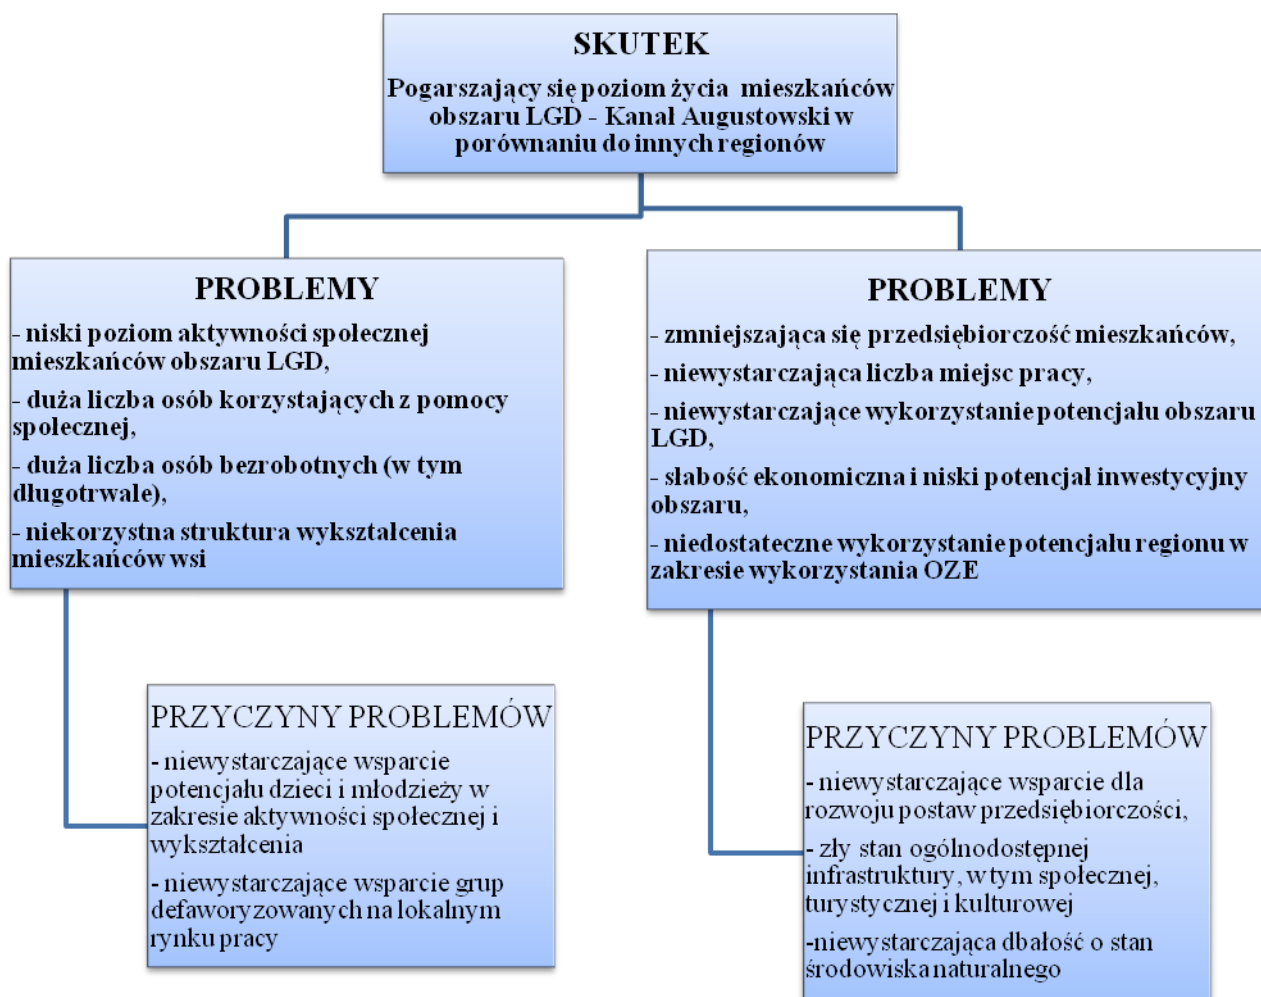 SKUTEK
Pogarszający się poziom życia mieszkańców
obszaru LGD - Kanał Augustowski w
porównaniu do innych regionów
PROBLEMY
- niski poziom aktywności społecznej
mieszkańców obszaru LGD,
- duża liczba osób korzystających z pomocy
społecznej,
- duża liczba osób bezrobotnych (w tym
długotrwale),
- niekorzystna struktura wykształcenia
mieszkańców wsi
PROBLEMY
- zmniejszająca się przedsiębiorczość mieszkańców,
- niewystarczająca liczba miejsc pracy,
- niewystarczające wykorzystanie potencjału obszaru
LGD,
- słabość ekonomiczna i niski potencjał inwestycyjny
obszaru,
- niedostateczne wykorzystanie potencjału regionu w
zakresie wykorzystania OZE
PRZYCZYNY PROBLEMÓW
- niewystarczające wsparcie
potencjału dzieci i młodzieży w
zakresie aktywności społecznej i
wykształcenia
- niewystarczające wsparcie grup
defaworyzowanych na lokalnym
rynku pracy
PRZYCZYNY PROBLEMÓW
- niewystarczające wsparcie dla
rozwoju postaw przedsiębiorczości,
- zły stan ogólnodostępnej
infrastruktury, w tym społecznej,
turystycznej i kulturowej
-niewystarczająca dbałość o stan
środowiska naturalnego